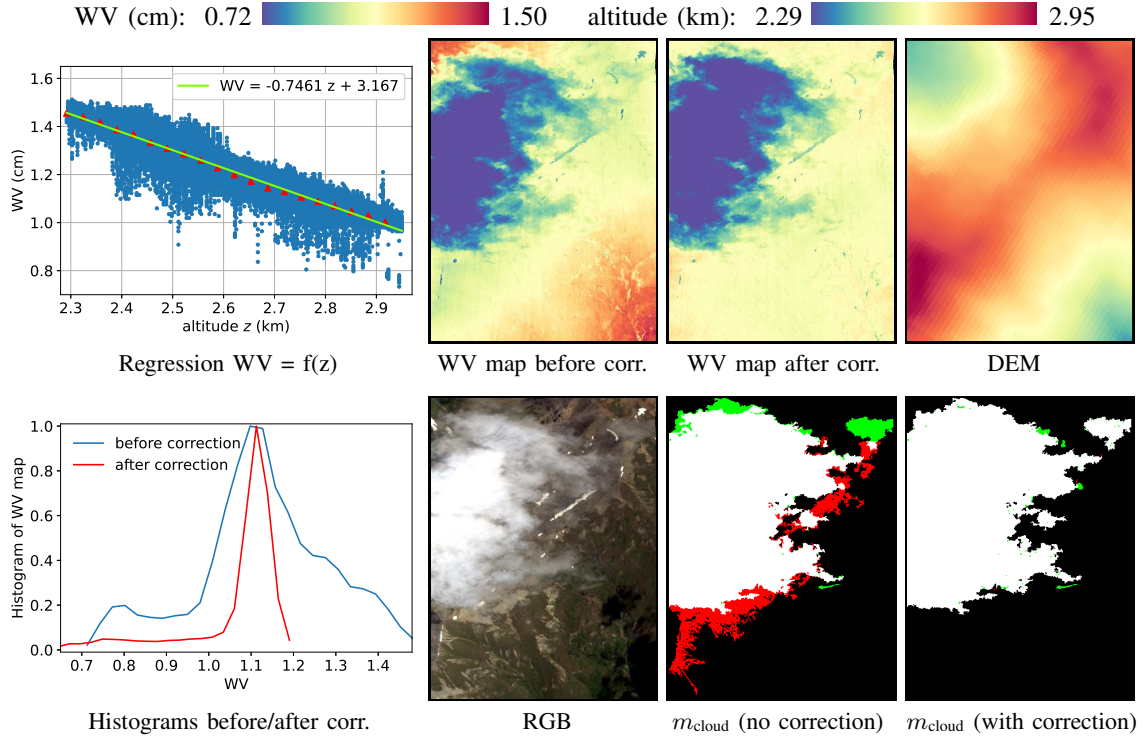 WV (cm): 0.72 1.50 altitude (km): 2.29 2.95
WV = -0.7461 z + 3.167
1.6
1.4
1.2
1.0
0.8
WV (cm)
2.3 2.4 2.5 2.6 2.7 2.8 2.9
altitude z (km)
Regression WV = f(z)
WV map before corr.
WV map after corr.
DEM
before correction
after correction
1.0
0.8
0.6
0.4
0.2
0.0
Histogram of WV map
0.7 0.8 0.9 1.0 1.1 1.2 1.3 1.4
WV
Histograms before/after corr.
RGB
mcloud (no correction)
mcloud (with correction)